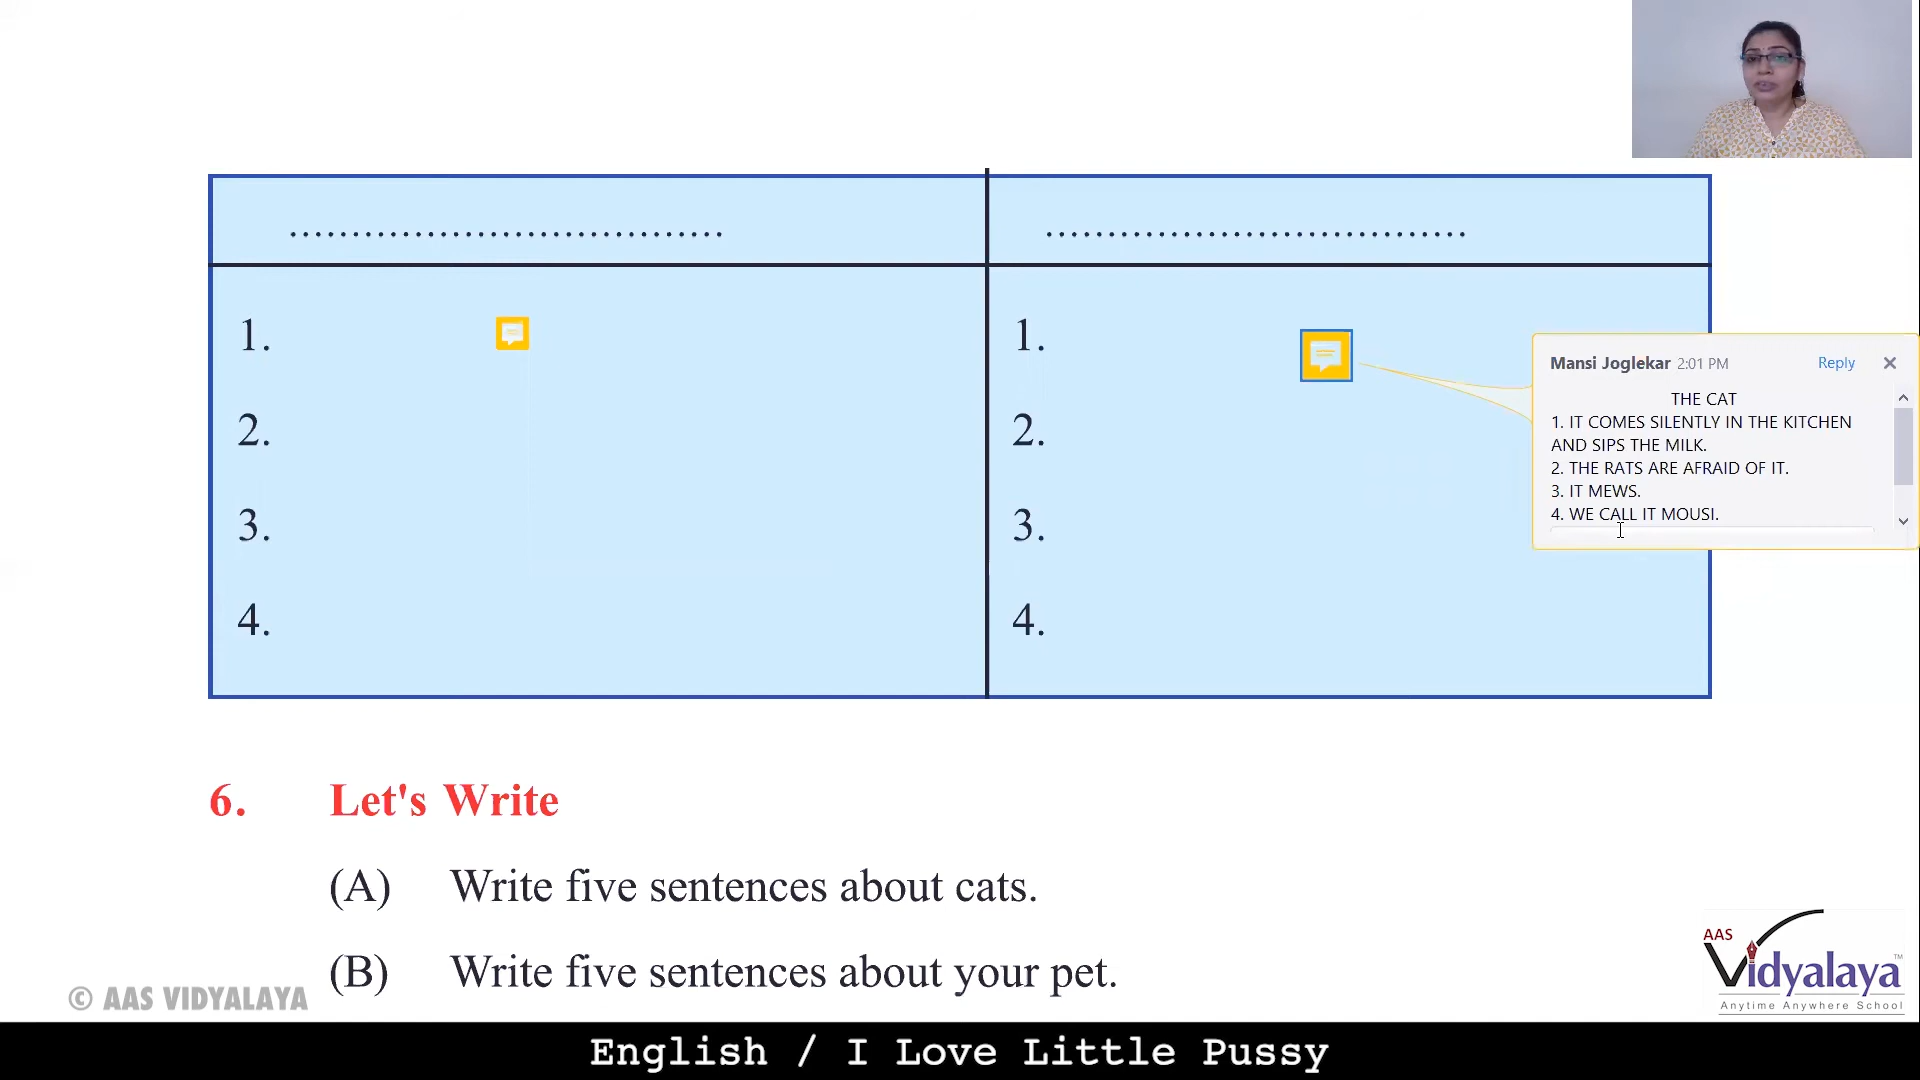 ................................. ................................
1. 1.
2. 2.
3. 3.
4. 4.
Mansi Joglekar 2:01 PM Reply
THE CAT
1. IT COMES SILENTLY IN THE KITCHEN
AND SIPS THE MILK.
2. THE RATS ARE AFRAID OF IT.
3. IT MEWS.
4. WE CALL IT MOUSI.
6. Let's Write
(A) Write five sentences about cats.
(B) Write five sentences about your pet.
© AAS VIDYALAYA
AAS
Vidyalaya™
Anytime Anywhere School
English / I Love Little Pussy